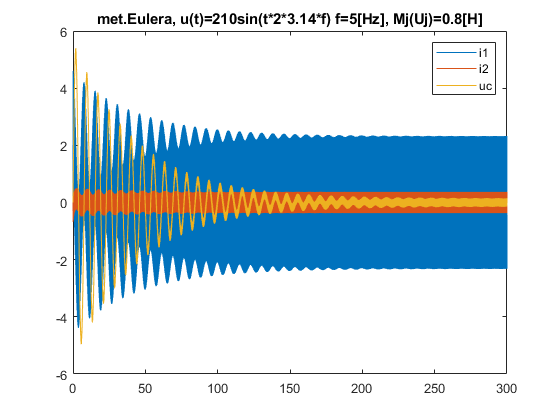 met.Eulera, u(t)=210sin(t*2*3.14*f) f=5[Hz], Mj(Uj)=0.8[H]
i1
i2
uc
6
4
2
0
-2
-4
-6
0 50 100 150 200 250 300